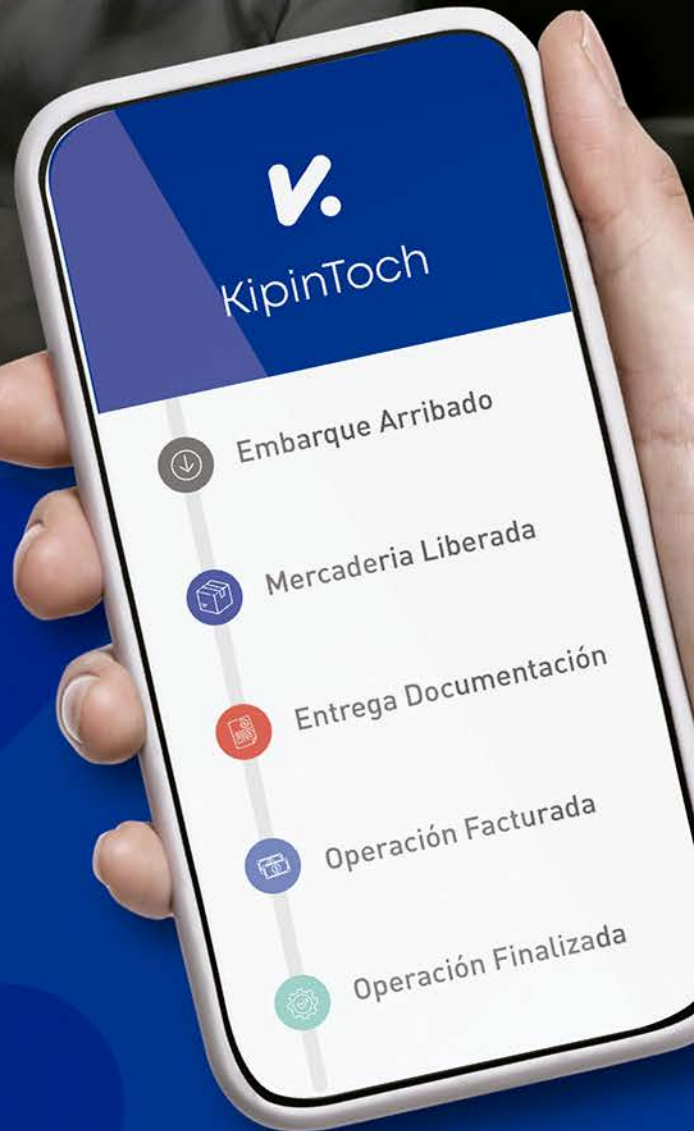 KipinToch
Embarque Arribado
Mercaderia Liberada
Entrega Documentación
Operación Facturada
Operación Finalizada